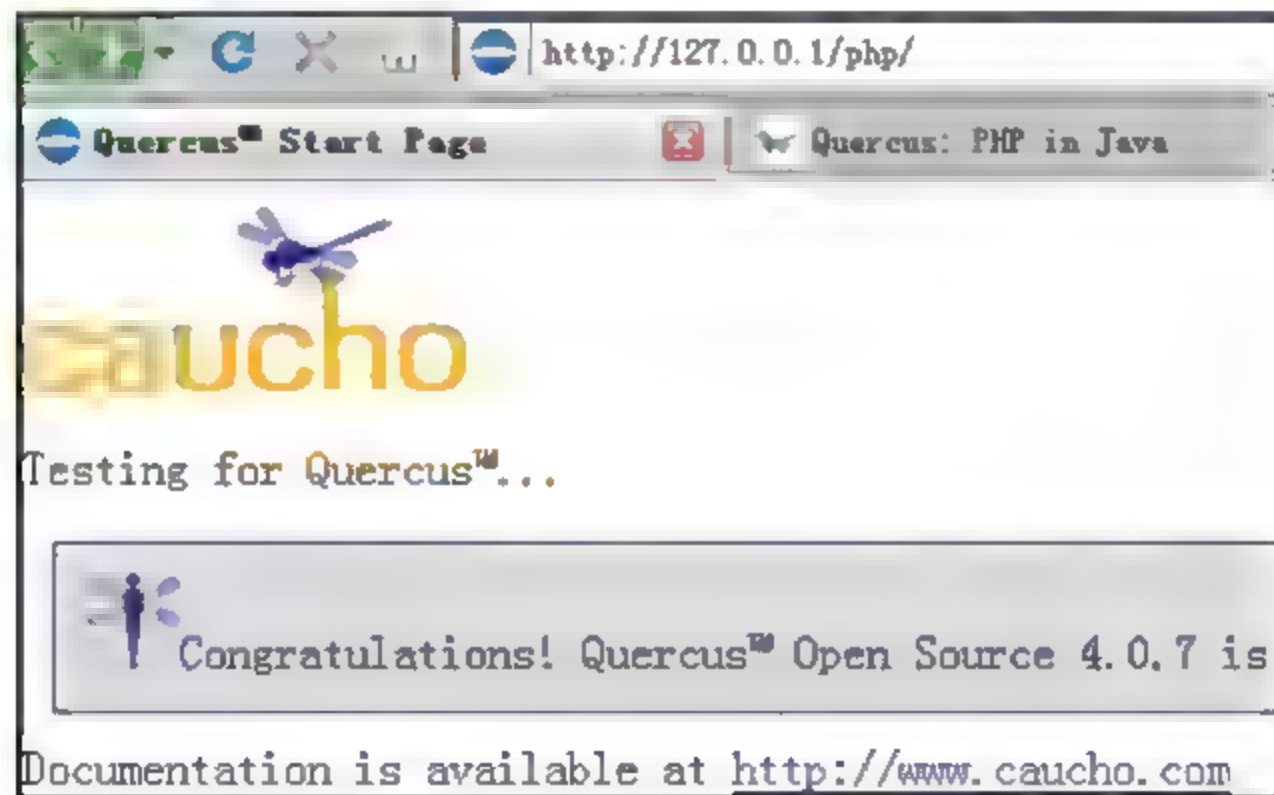 http://127.0.0.1/php/
Quercus™ Start Page
Quercus: PHP in Java
caucho
Testing for Quercus™...
Congratulations! Quercus™ Open Source 4.0.7 is
Documentation is available at http://www.caucho.com